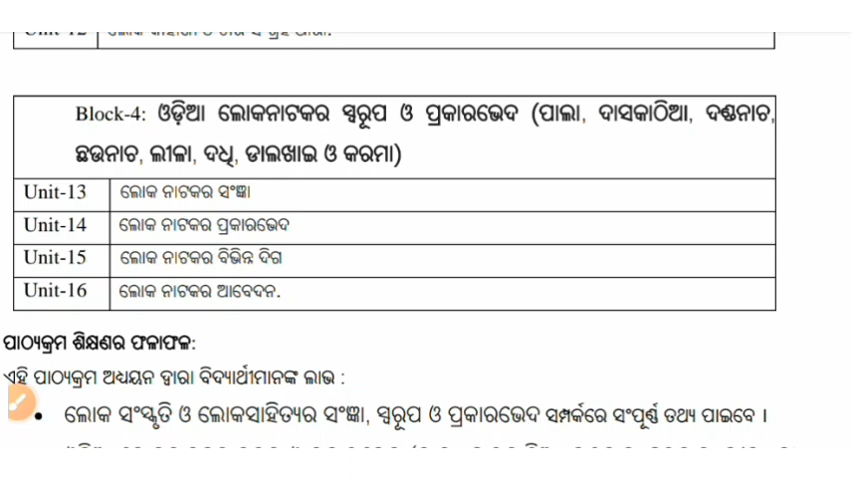 Block-4: ଓଡ଼ିଆ ଲୋକନାଟକର ସ୍ୱରୂପ ଓ ପ୍ରକାରଭେଦ (ପାଲା, ଦାସକାଠିଆ, ଦଣ୍ଡନାଚ,
ଛଉନାଚ, ଲୀଳା, ଦଧି, ଡାଲଖାଇ ଓ କରମା)
Unit-13 ଲୋକ ନାଟକର ସଂଜ୍ଞା
Unit-14 ଲୋକ ନାଟକର ପ୍ରକାରଭେଦ
Unit-15 ଲୋକ ନାଟକର ବିଭିନ୍ନ ଦିଗ
Unit-16 ଲୋକ ନାଟକର ଆବେଦନ.
ପାଠ୍ୟକ୍ରମ ଶିକ୍ଷଣର ଫଳାଫଳ:
ଏହି ପାଠ୍ୟକ୍ରମ ଅଧ୍ୟୟନ ଦ୍ୱାରା ବିଦ୍ୟାର୍ଥୀମାନଙ୍କ ଲାଭ :
• ଲୋକ ସଂସ୍କୃତି ଓ ଲୋକସାହିତ୍ୟର ସଂଜ୍ଞା, ସ୍ୱରୂପ ଓ ପ୍ରକାରଭେଦ ସମ୍ପର୍କରେ ସଂପୂର୍ଣ୍ଣ ତଥ୍ୟ ପାଇବେ ।